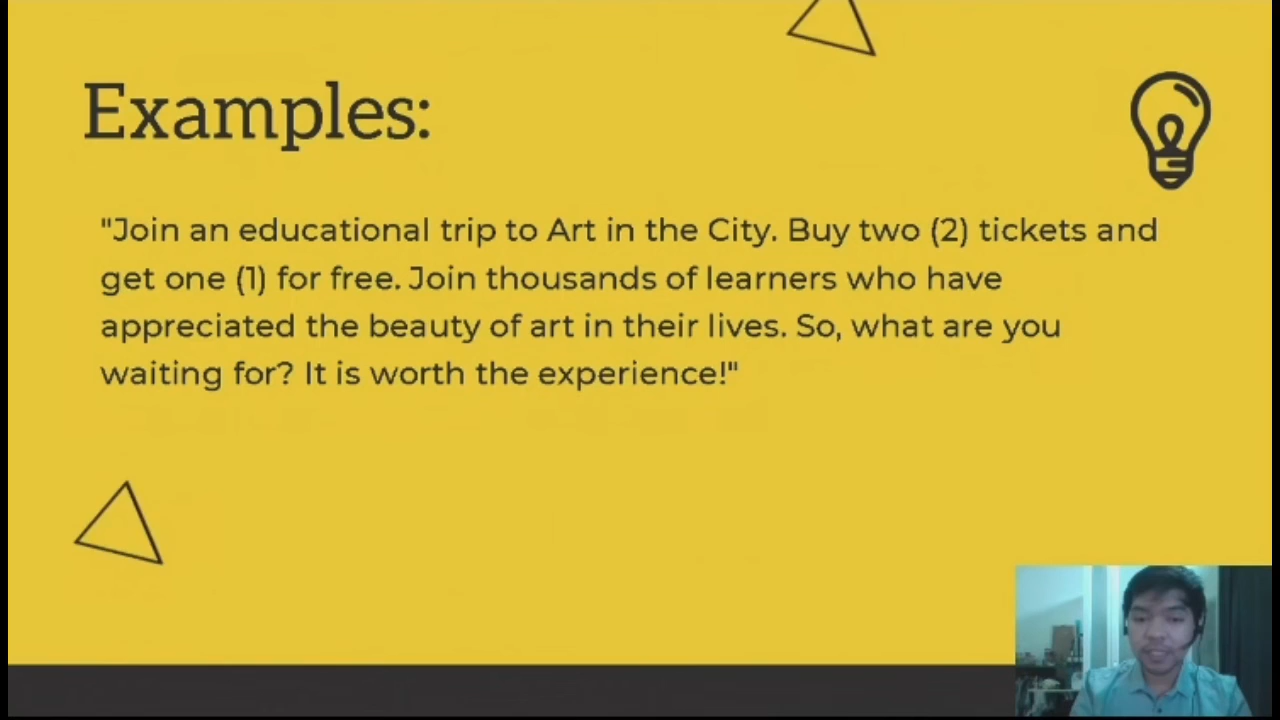 Examples:
"Join an educational trip to Art in the City. Buy two (2) tickets and
get one (1) for free. Join thousands of learners who have
appreciated the beauty of art in their lives. So, what are you
waiting for? It is worth the experience!"